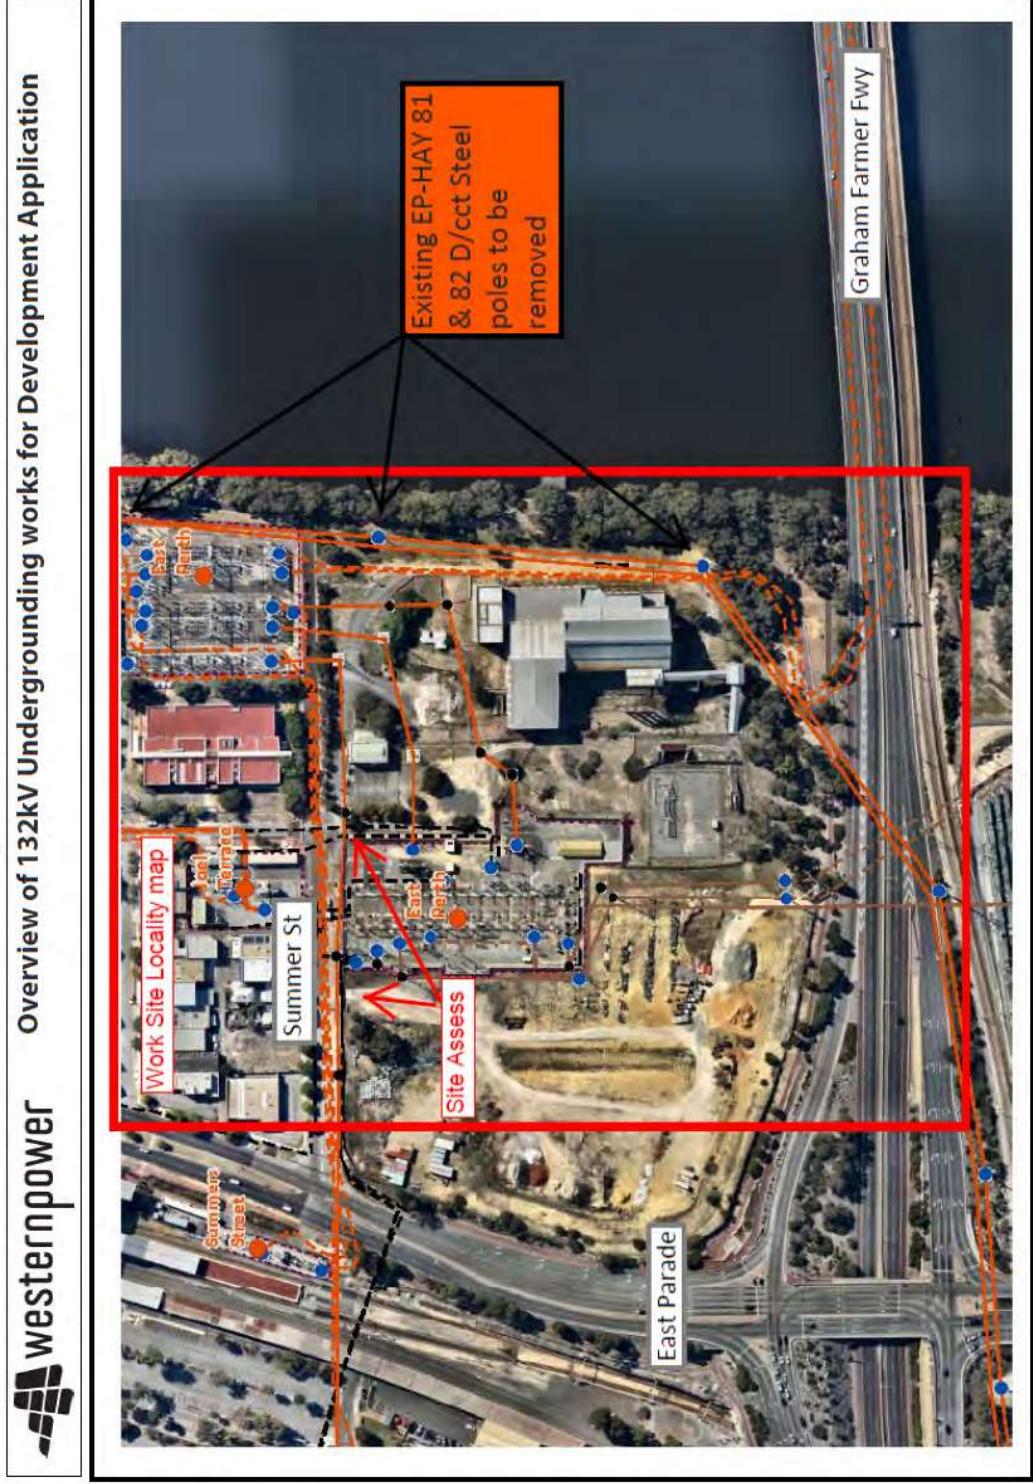 westernpower
Overview of 132kV Undergrounding works for Development Application
Work Site Locality map
Joel
Terrace
East
Perth
Summers
Street
Summer St
East
Perth
Site Assess
Existing EP-HAY 81
& 82 D/cct Steel
poles to be
removed
East Parade
Graham Farmer Fwy